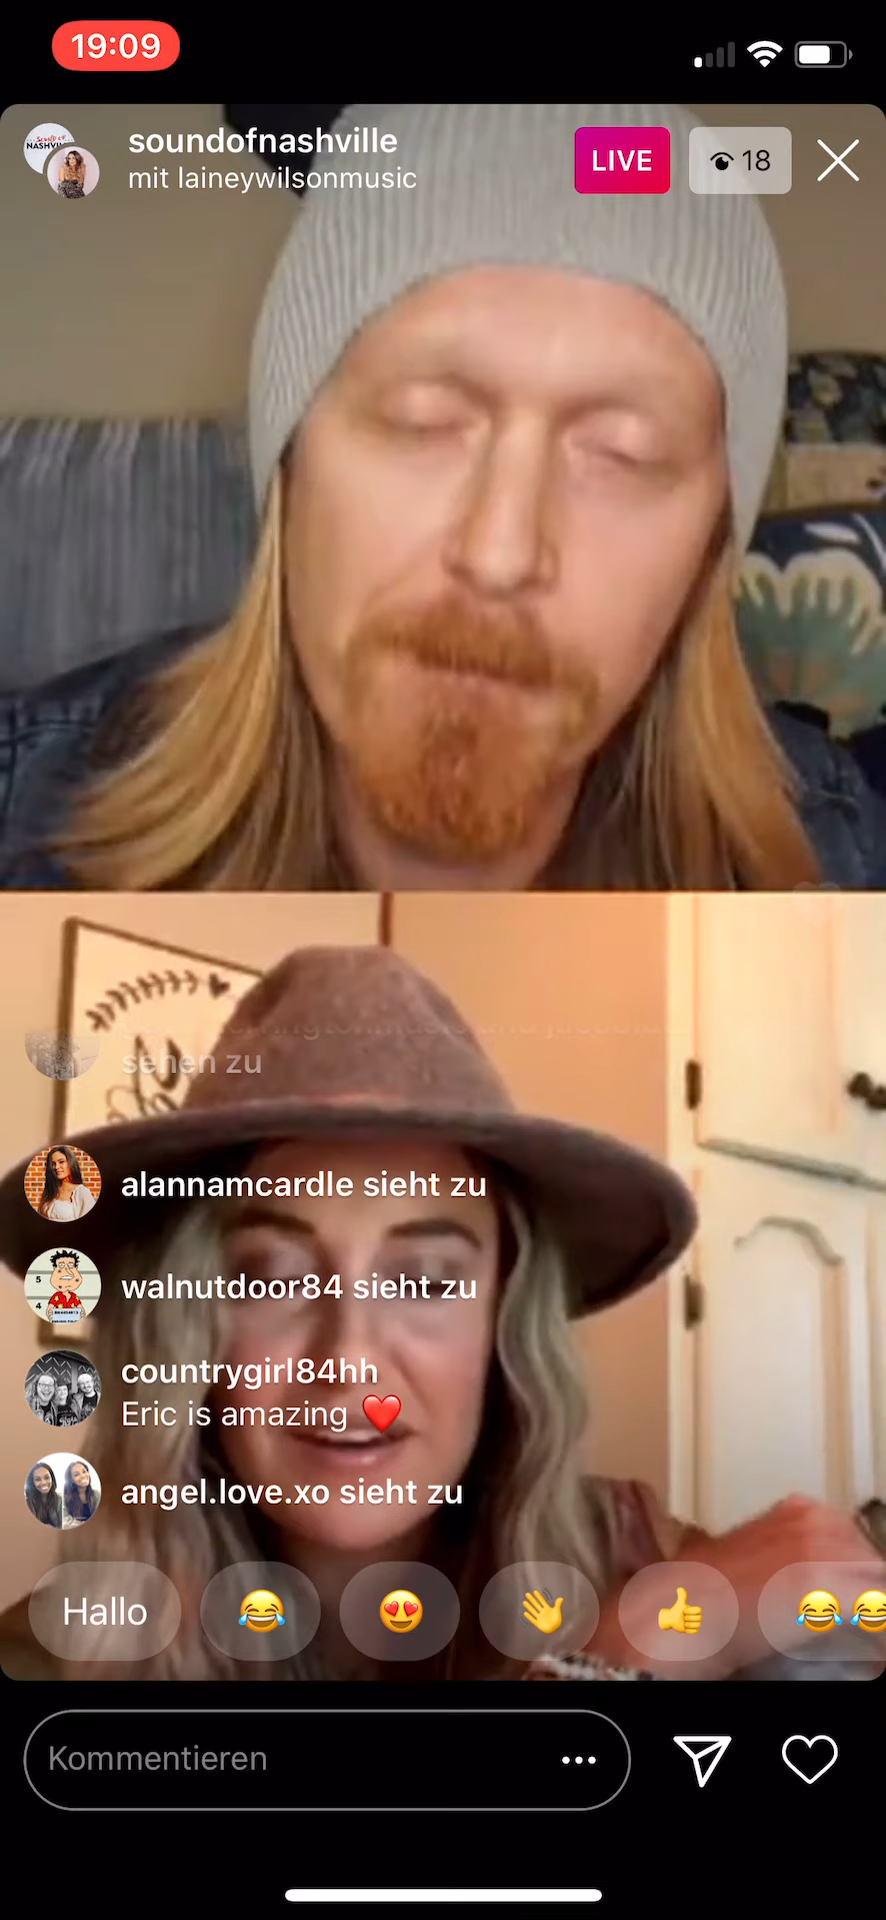 19:09
soundofnashville
mit laineywilsonmusic
LIVE
18
sehen zu
alannamcardle sieht zu
walnutdoor84 sieht zu
countrygirl84hh
Eric is amazing ❤️
angel.love.xo sieht zu
Hallo
Kommentieren